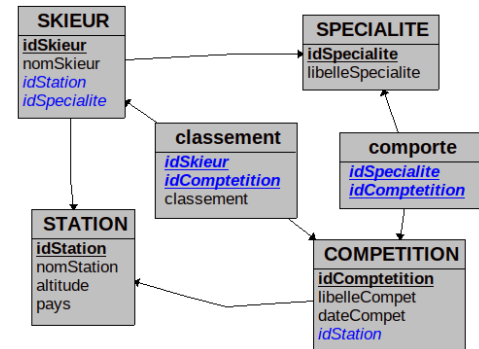 SKIEUR
idSkieur
nomSkieur
idStation
idSpecialite
SPECIALITE
idSpecialite
libelleSpecialite
classement
idSkieur
idComptetition
classement
comporte
idSpecialite
idComptetition
STATION
idStation
nomStation
altitude
pays
COMPETITION
idComptetition
libelleCompet
dateCompet
idStation